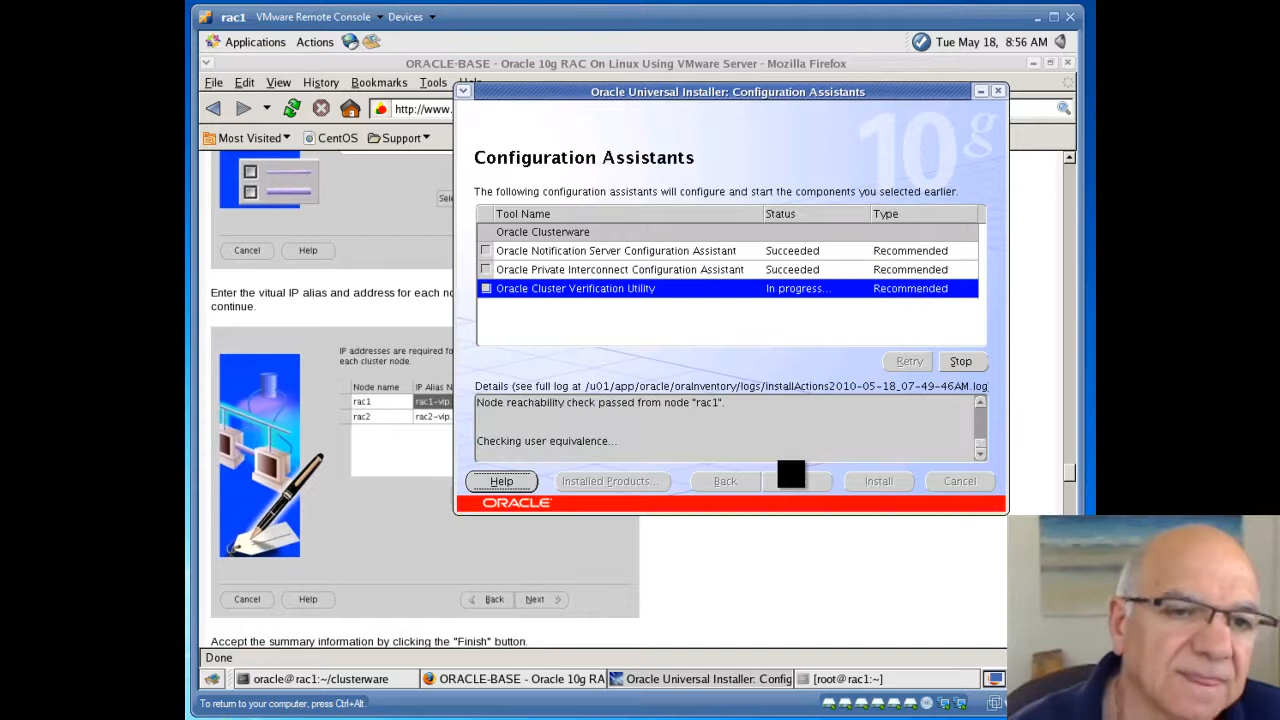 rac1 VMware Remote Console Devices
Applications Actions Tue May 18, 8:56 AM
ORACLE-BASE - Oracle 10g RAC On Linux Using VMware Server - Mozilla Firefox
File Edit View History Bookmarks Tools
http://www.
Most Visited CentOS Support
Cancel Help
Enter the vitual IP alias and address for each
continue.
IP addresses are required
each cluster node.
Node name IP Alias
rac1 rac1-vip.
rac2 rac2-vip.
Cancel Help Back Next
Accept the summary information by clicking the "Finish" button.
Done
Oracle Universal Installer: Configuration Assistants
10g
Configuration Assistants
The following configuration assistants will configure and start the components you selected earlier.
Tool Name Status Type
Oracle Clusterware
Oracle Notification Server Configuration Assistant Succeeded Recommended
Oracle Private Interconnect Configuration Assistant Succeeded Recommended
Oracle Cluster Verification Utility In progress... Recommended
Retry Stop
Details (see full log at /u01/app/oracle/oraInventory/logs/installActions2010-05-18_07-49-46AM.log
Node reachability check passed from node "rac1".
Checking user equivalence...
Help Installed Products... Back Install Cancel
ORACLE
oracle@rac1:~/clusterware ORACLE-BASE - Oracle 10g RA Oracle Universal Installer: Config [root@rac1:~]
To return to your computer, press Ctrl+Alt.